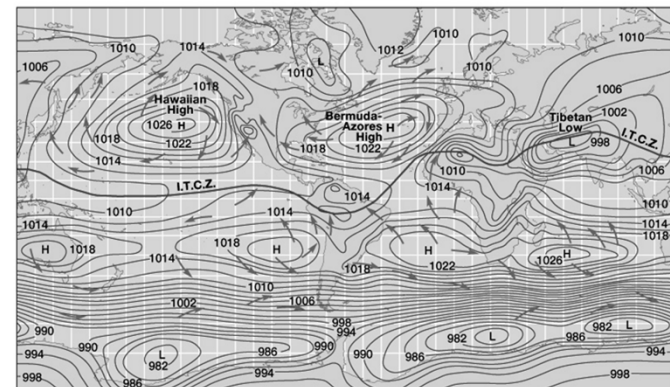 1010
1014
1012
1010
1010
1006
L
1010
1018
1006
Hawaiian
High
1026 H
1002
Bermuda-
Azores H
High
Tibetan
Low
L
998
I.T.C.Z.
1018
1022
1018
1022
1014
1010
1006
I.T.C.Z.
1014
1014
1010
1010
1014
1014
1014
1018
H
1018
1018
H
H
H
1014
1018
1022
1026
1010
1002
1006
990
998
994
982
L
982
L
986
994
990
L
982
986
990
990
986
994
998
986
994
998